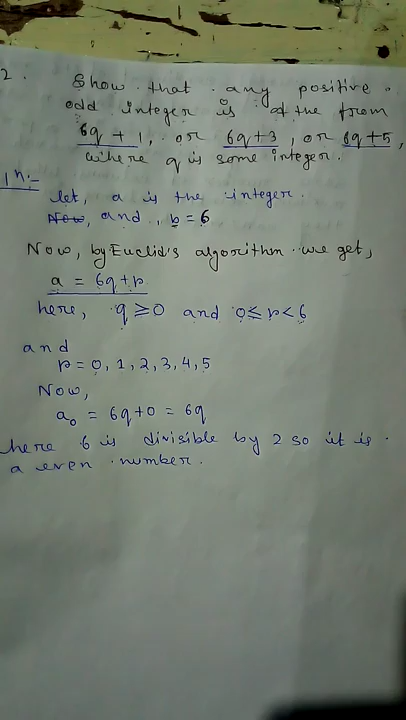 2. Show that any positive
odd integer is of the from
6q + 1, or 6q+3, or 6q+5,
where q is some integer.
1n:-
let, a is the integer.
Now, and, b = 6
Now, by Euclid's algorithm we get,
a = 6q+r
here, q ≥ 0 and 0 ≤ r < 6
and
r = 0, 1, 2, 3, 4, 5
Now,
a₀ = 6q+0 = 6q
here 6 is divisible by 2 so it is
a even number.